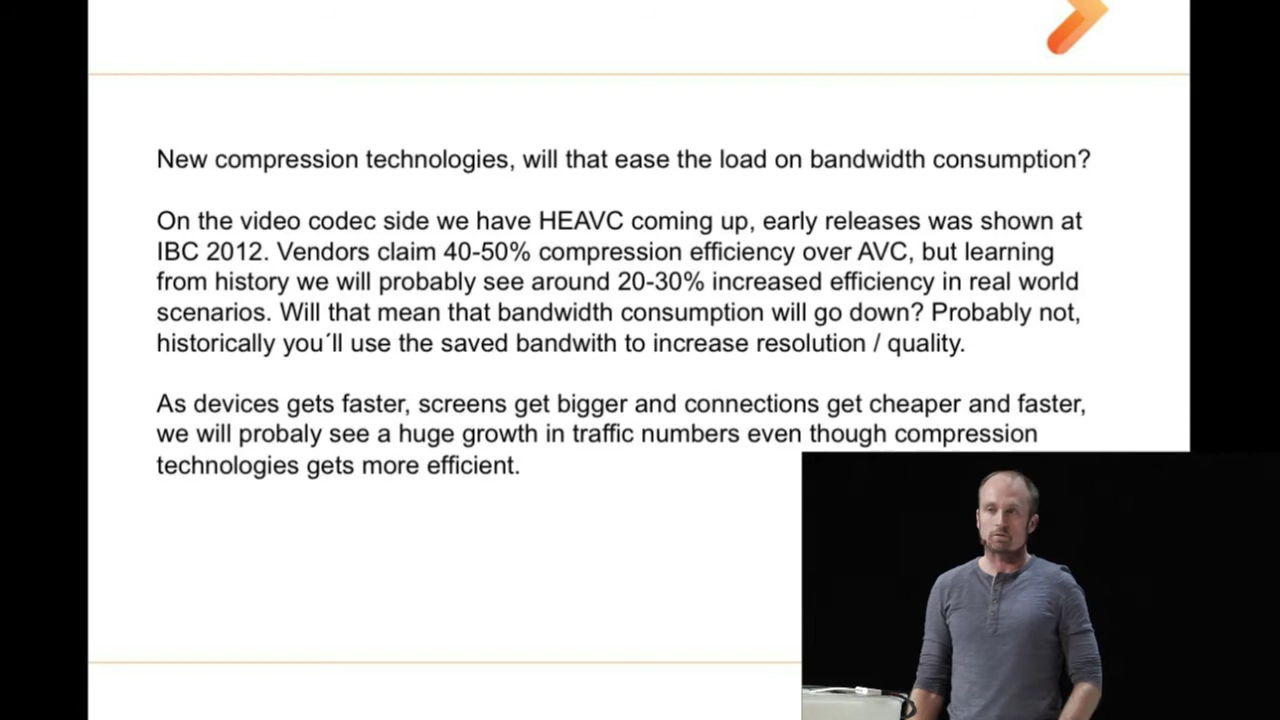 New compression technologies, will that ease the load on bandwidth consumption?
On the video codec side we have HEAVC coming up, early releases was shown at
IBC 2012. Vendors claim 40-50% compression efficiency over AVC, but learning
from history we will probably see around 20-30% increased efficiency in real world
scenarios. Will that mean that bandwidth consumption will go down? Probably not,
historically you´ll use the saved bandwith to increase resolution / quality.
As devices gets faster, screens get bigger and connections get cheaper and faster,
we will probaly see a huge growth in traffic numbers even though compression
technologies gets more efficient.